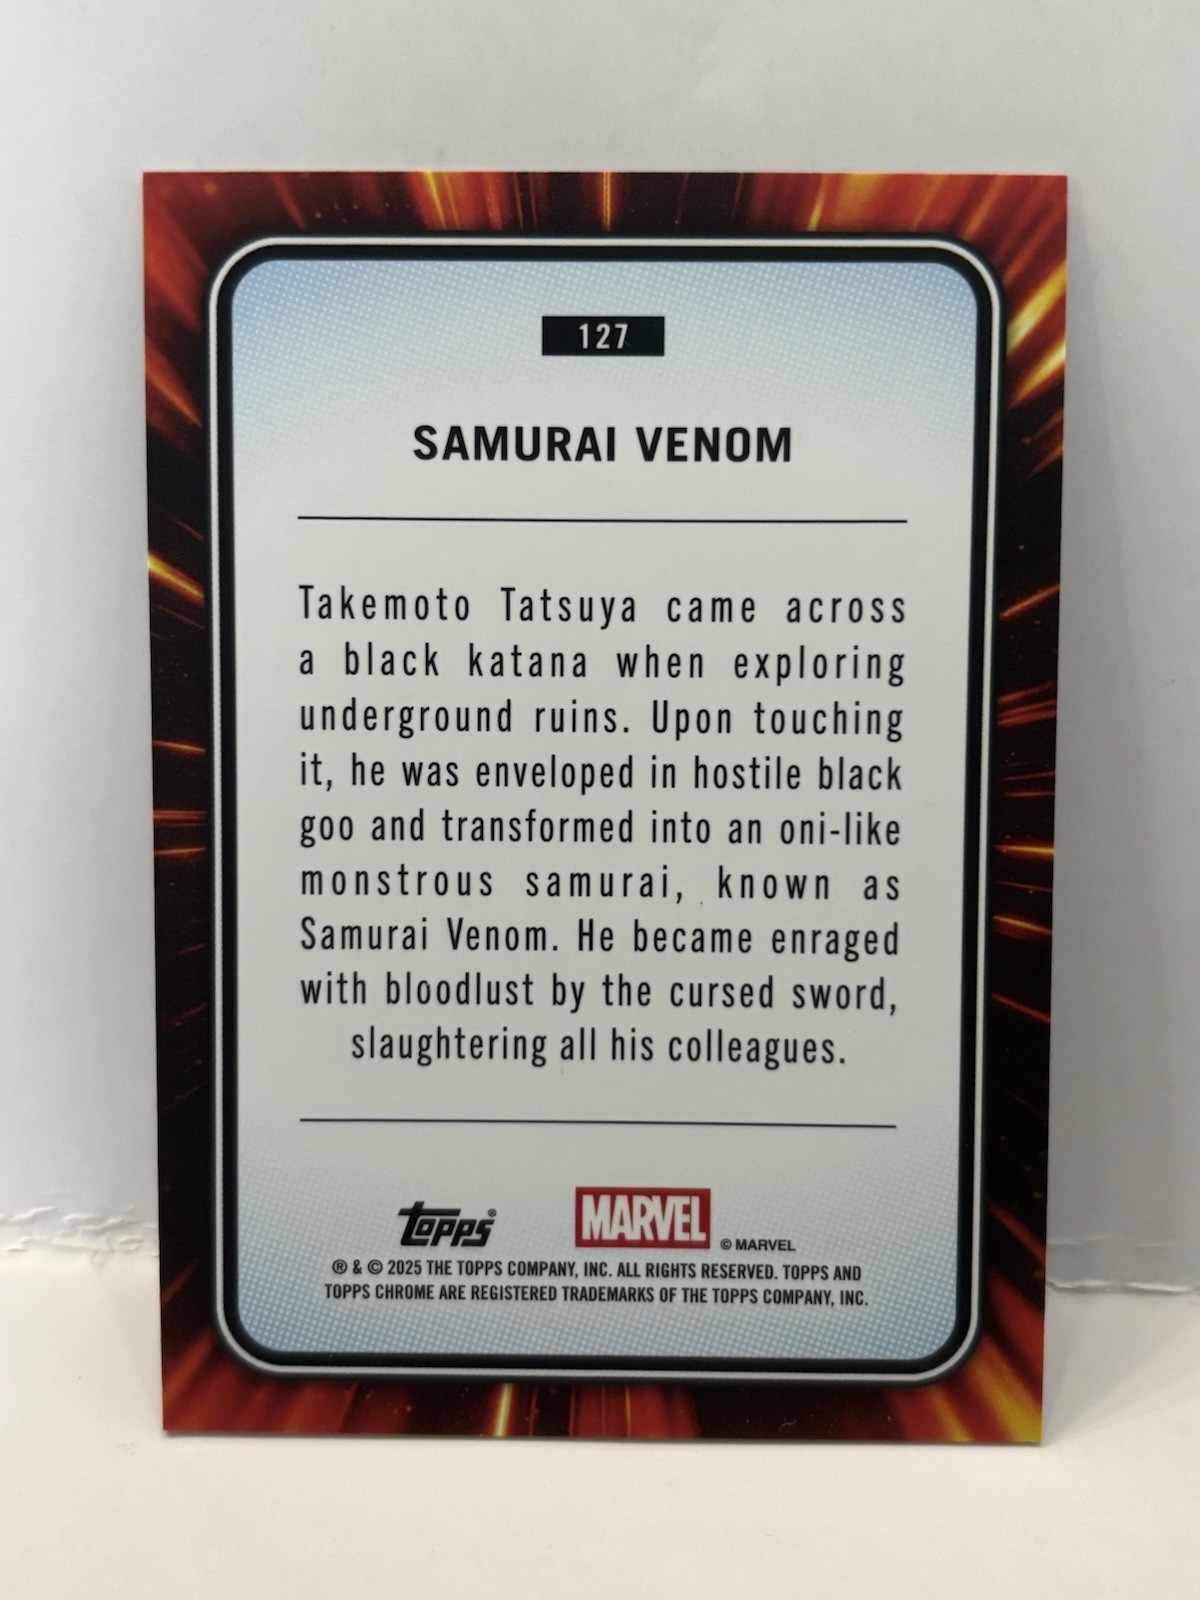 127
SAMURAI VENOM
Takemoto Tatsuya came across
a black katana when exploring
underground ruins. Upon touching
it, he was enveloped in hostile black
goo and transformed into an oni-like
monstrous samurai, known as
Samurai Venom. He became enraged
with bloodlust by the cursed sword,
slaughtering all his colleagues.
topps® MARVEL © MARVEL
® & © 2025 THE TOPPS COMPANY, INC. ALL RIGHTS RESERVED. TOPPS AND
TOPPS CHROME ARE REGISTERED TRADEMARKS OF THE TOPPS COMPANY, INC.